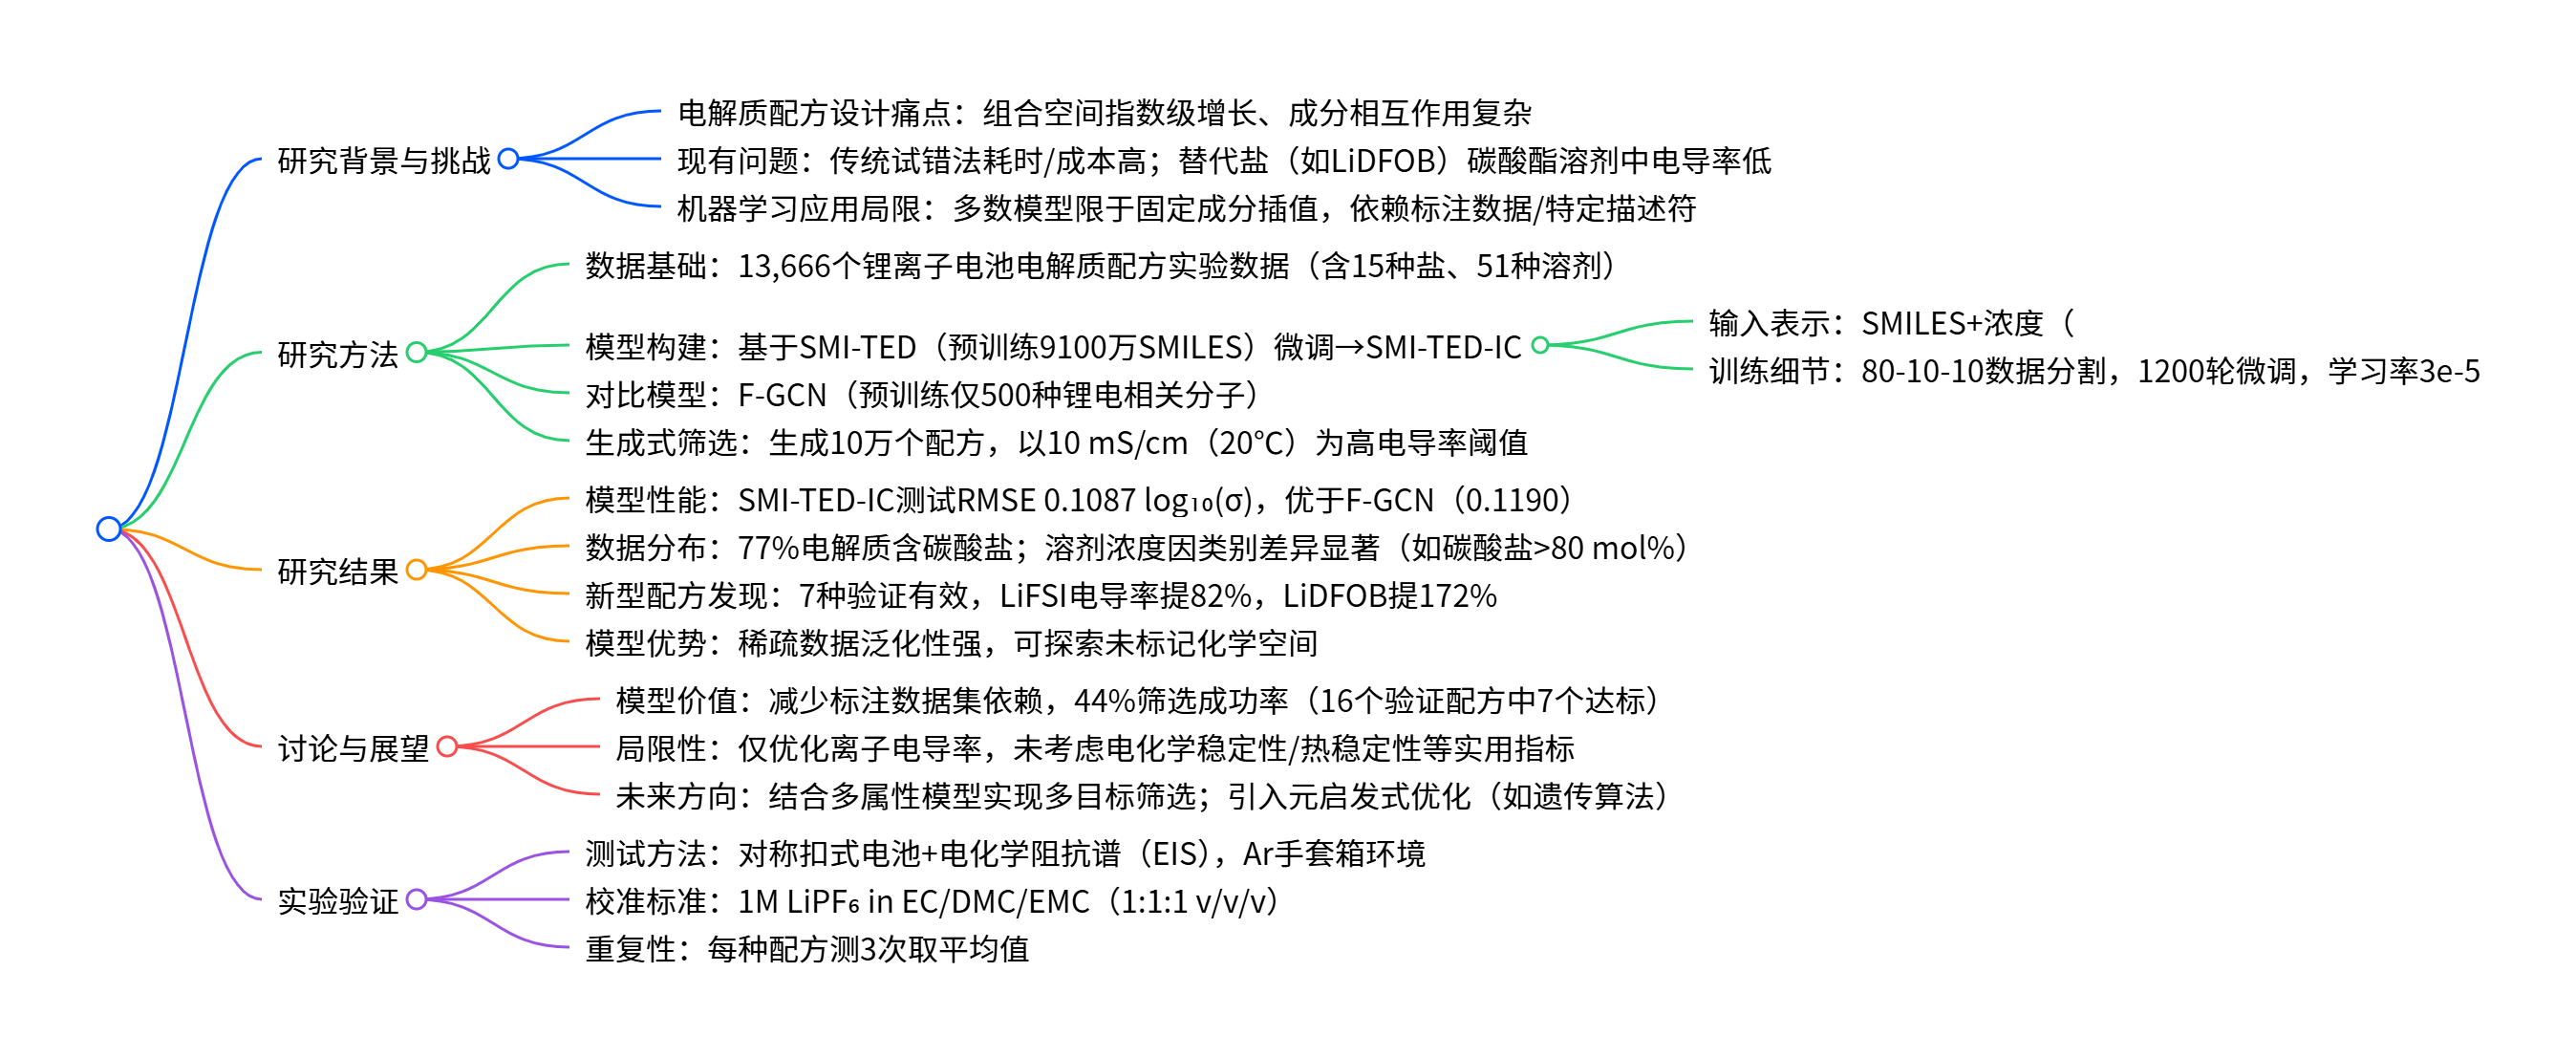 研究背景与挑战
电解质配方设计痛点：组合空间指数级增长、成分相互作用复杂
现有问题：传统试错法耗时/成本高；替代盐（如LiDFOB）碳酸酯溶剂中电导率低
机器学习应用局限：多数模型限于固定成分插值，依赖标注数据/特定描述符
研究方法
数据基础：13,666个锂离子电池电解质配方实验数据（含15种盐、51种溶剂）
模型构建：基于SMI-TED（预训练9100万SMILES）微调→SMI-TED-IC
输入表示：SMILES+浓度（
训练细节：80-10-10数据分割，1200轮微调，学习率3e-5
对比模型：F-GCN（预训练仅500种锂电相关分子）
生成式筛选：生成10万个配方，以10 mS/cm（20℃）为高电导率阈值
研究结果
模型性能：SMI-TED-IC测试RMSE 0.1087 log₁₀(σ)，优于F-GCN（0.1190）
数据分布：77%电解质含碳酸盐；溶剂浓度因类别差异显著（如碳酸盐>80 mol%）
新型配方发现：7种验证有效，LiFSI电导率提82%，LiDFOB提172%
模型优势：稀疏数据泛化性强，可探索未标记化学空间
讨论与展望
模型价值：减少标注数据集依赖，44%筛选成功率（16个验证配方中7个达标）
局限性：仅优化离子电导率，未考虑电化学稳定性/热稳定性等实用指标
未来方向：结合多属性模型实现多目标筛选；引入元启发式优化（如遗传算法）
实验验证
测试方法：对称扣式电池+电化学阻抗谱（EIS），Ar手套箱环境
校准标准：1M LiPF₆ in EC/DMC/EMC（1:1:1 v/v/v）
重复性：每种配方测3次取平均值